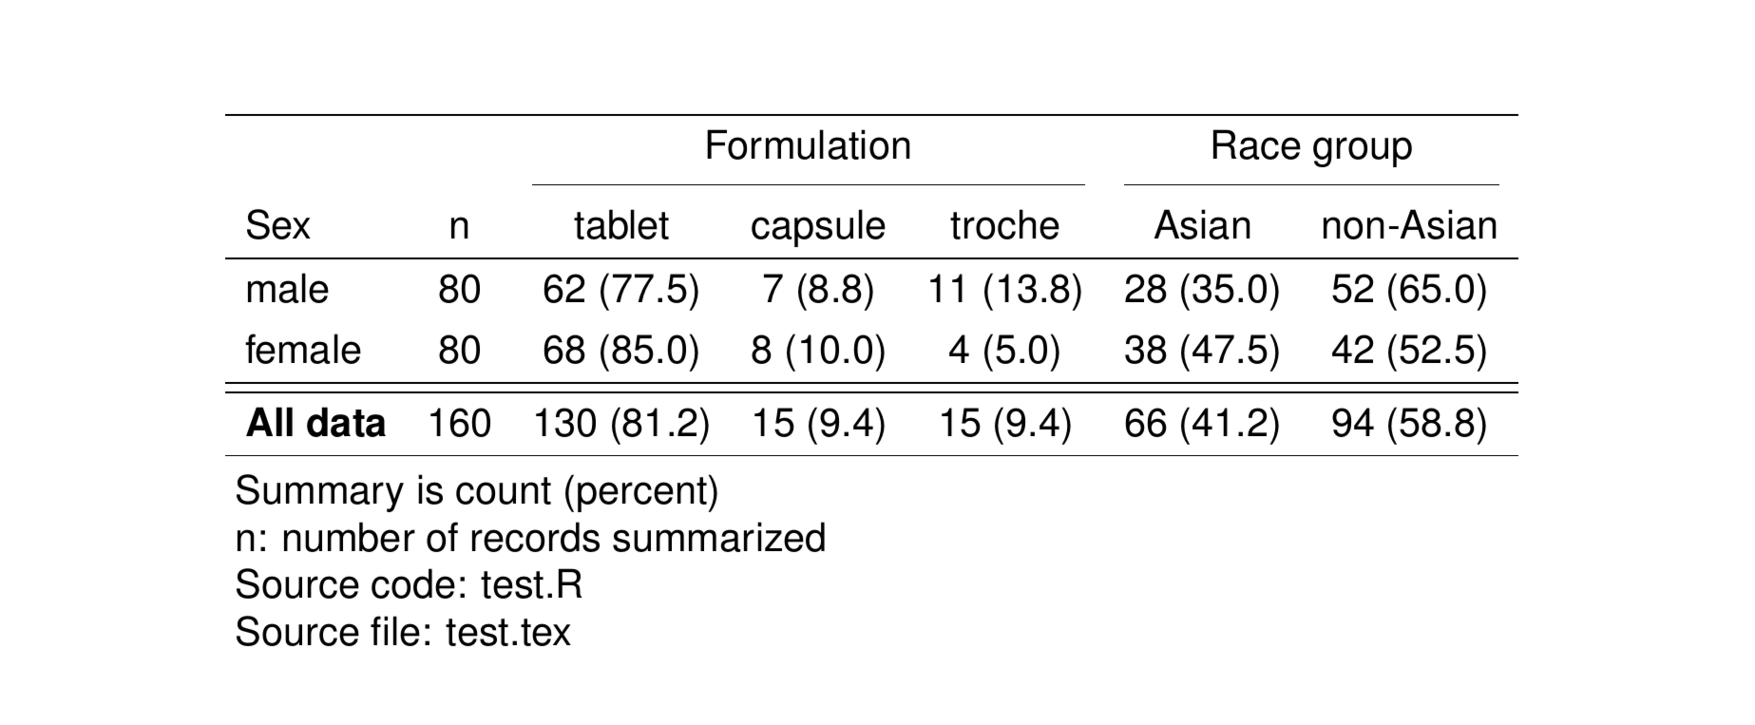 Formulation Race group
Sex n tablet capsule troche Asian non-Asian
male 80 62 (77.5) 7 (8.8) 11 (13.8) 28 (35.0) 52 (65.0)
female 80 68 (85.0) 8 (10.0) 4 (5.0) 38 (47.5) 42 (52.5)
All data 160 130 (81.2) 15 (9.4) 15 (9.4) 66 (41.2) 94 (58.8)
Summary is count (percent)
n: number of records summarized
Source code: test.R
Source file: test.tex